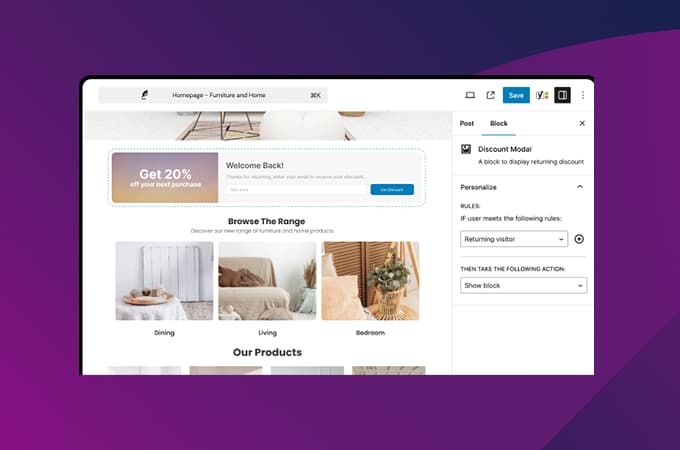 Homepage - Furniture and Home
⌘K
Save
Post
Block
Discount Modal
A block to display returning discount
Personalize
RULES:
IF user meets the following rules:
Returning visitor
THEN TAKE THE FOLLOWING ACTION:
Show block
Get 20%
off your next purchase
Welcome Back!
Thanks for returning, enter your email to receive your discount.
Your email
Get Discount
Browse The Range
Discover our new range of furniture and home products.
Dining
Living
Bedroom
Our Products